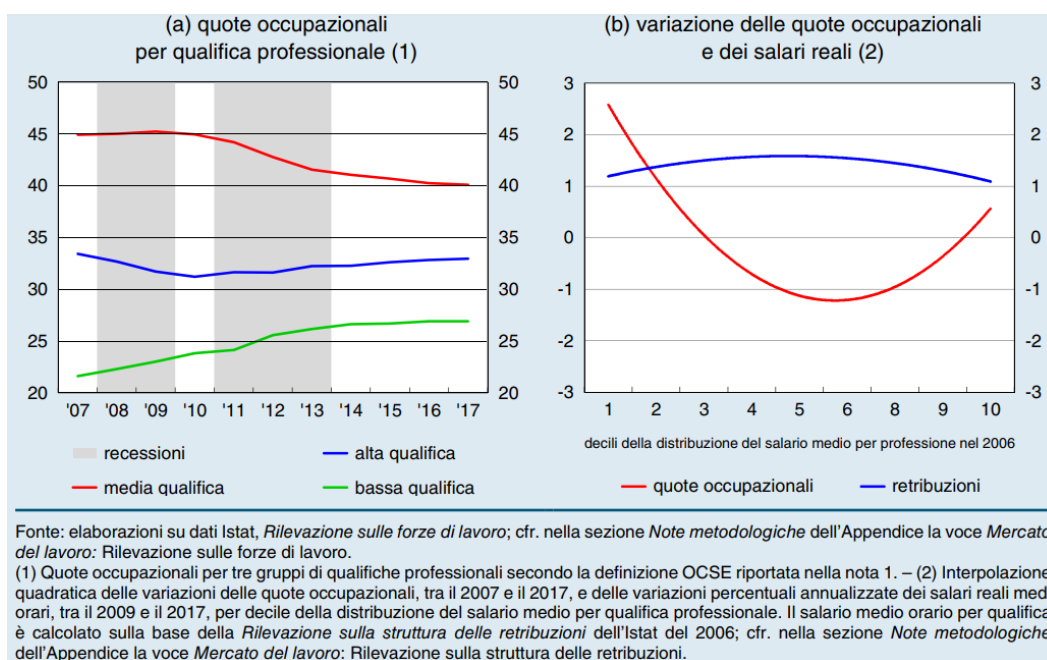 (a) quote occupazionali
per qualifica professionale (1)
50 50
45 45
40 40
35 35
30 30
25 25
20 20
'07 '08 '09 '10 '11 '12 '13 '14 '15 '16 '17
recessioni alta qualifica
media qualifica bassa qualifica
(b) variazione delle quote occupazionali
e dei salari reali (2)
3 3
2 2
1 1
0 0
-1 -1
-2 -2
-3 -3
1 2 3 4 5 6 8 9 10
decili della distribuzione del salario medio per professione nel 2006
quote occupazionali retribuzioni
Fonte: elaborazioni su dati Istat, Rilevazione sulle forze di lavoro; cfr. nella sezione Note metodologiche dell'Appendice la voce Mercato
del lavoro: Rilevazione sulle forze di lavoro.
(1) Quote occupazionali per tre gruppi di qualifiche professionali secondo la definizione OCSE riportata nella nota 1. – (2) Interpolazione
quadratica delle variazioni delle quote occupazionali, tra il 2007 e il 2017, e delle variazioni percentuali annualizzate dei salari reali med
orari, tra il 2009 e il 2017, per decile della distribuzione del salario medio per qualifica professionale. Il salario medio orario per qualifica
è calcolato sulla base della Rilevazione sulla struttura delle retribuzioni dell'Istat del 2006; cfr. nella sezione Note metodologiche
dell'Appendice la voce Mercato del lavoro: Rilevazione sulla struttura delle retribuzioni.